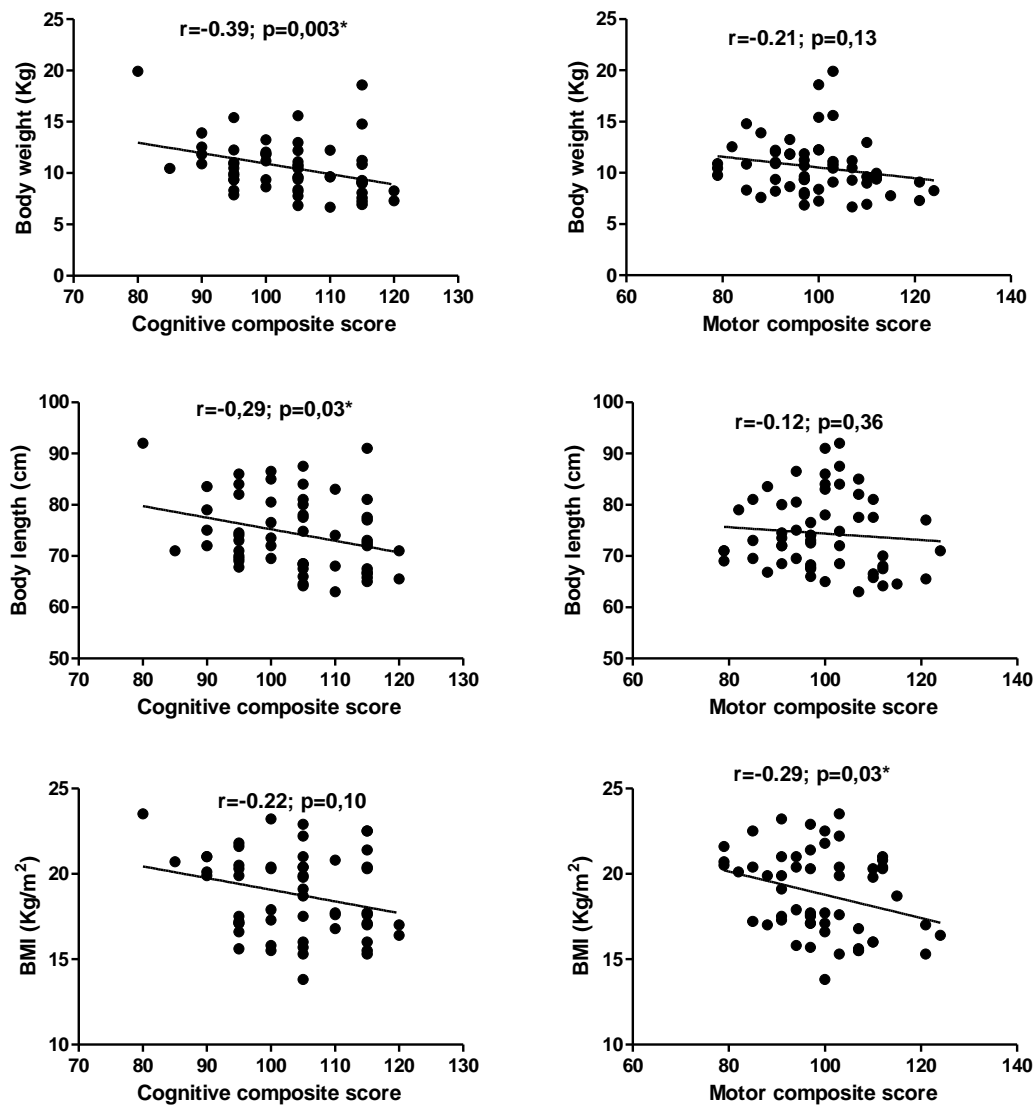 r=-0.39; p=0,003*
25
20
15
10
5
0
Body weight (Kg)
70 80 90 100 110 120 130
Cognitive composite score
r=-0.21; p=0,13
25
20
15
10
5
0
Body weight (Kg)
60 80 100 120 140
Motor composite score
r=-0,29; p=0,03*
100
90
80
70
60
50
Body length (cm)
70 80 90 100 110 120 130
Cognitive composite score
r=-0.12; p=0,36
100
90
80
70
60
50
Body length (cm)
60 80 100 120 140
Motor composite score
r=-0.22; p=0,10
25
20
15
10
BMI (Kg/m²)
70 80 90 100 110 120 130
Cognitive composite score
r=-0.29; p=0,03*
25
20
15
10
BMI (Kg/m²)
60 80 100 120 140
Motor composite score